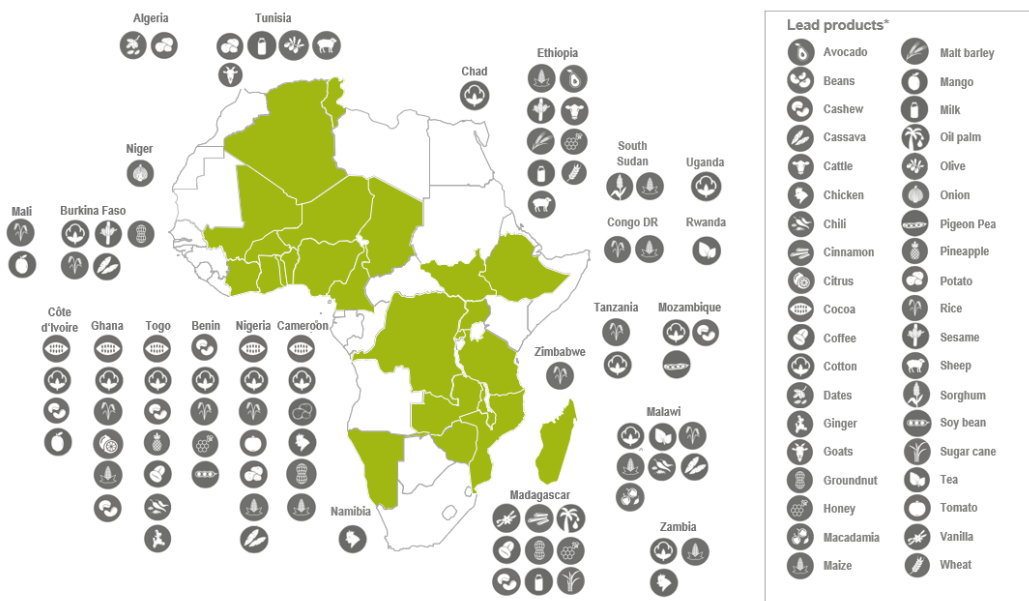 Algeria
Tunisia
Ethiopia
Chad
Niger
South
Sudan
Uganda
Mali
Burkina Faso
Congo DR
Rwanda
Côte
d'Ivoire
Ghana
Togo
Benin
Nigeria
Cameroon
Tanzania
Mozambique
Zimbabwe
Malawi
Namibia
Madagascar
Zambia
Lead products*
Avocado
Beans
Cashew
Cassava
Cattle
Chicken
Chili
Cinnamon
Citrus
Cocoa
Coffee
Cotton
Dates
Ginger
Goats
Groundnut
Honey
Macadamia
Maize
Malt barley
Mango
Milk
Oil palm
Olive
Onion
Pigeon Pea
Pineapple
Potato
Rice
Sesame
Sheep
Sorghum
Soy bean
Sugar cane
Tea
Tomato
Vanilla
Wheat